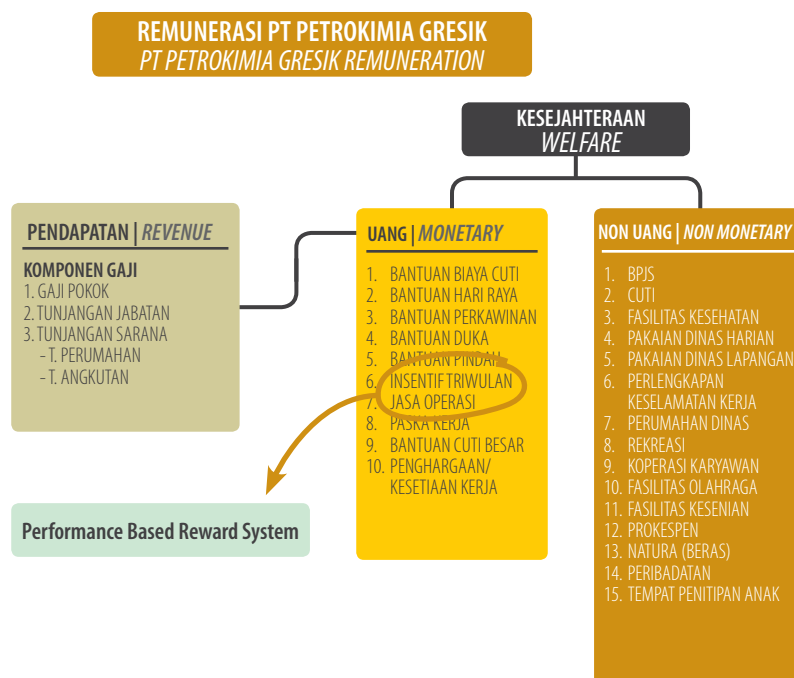 REMUNERASI PT PETROKIMIA GRESIK
PT PETROKIMIA GRESIK REMUNERATION
KESEJAHTERAAN
WELFARE
PENDAPATAN | REVENUE
KOMPONEN GAJI
1. GAJI POKOK
2. TUNJANGAN JABATAN
3. TUNJANGAN SARANA
- T. PERUMAHAN
- T. ANGKUTAN
UANG | MONETARY
1. BANTUAN BIAYA CUTI
2. BANTUAN HARI RAYA
3. BANTUAN PERKAWINAN
4. BANTUAN DUKA
5. BANTUAN PINDAH
6. INSENTIF TRIWULAN
7. JASA OPERASI
8. PASKA KERJA
9. BANTUAN CUTI BESAR
10. PENGHARGAAN/
KESETIAAN KERJA
NON UANG | NON MONETARY
1. BPJS
2. CUTI
3. FASILITAS KESEHATAN
4. PAKAIAN DINAS HARIAN
5. PAKAIAN DINAS LAPANGAN
6. PERLENGKAPAN
KESELAMATAN KERJA
7. PERUMAHAN DINAS
8. REKREASI
9. KOPERASI KARYAWAN
10. FASILITAS OLAHRAGA
11. FASILITAS KESENIAN
12. PROKESPEN
13. NATURA (BERAS)
14. PERIBADATAN
15. TEMPAT PENITIPAN ANAK
Performance Based Reward System